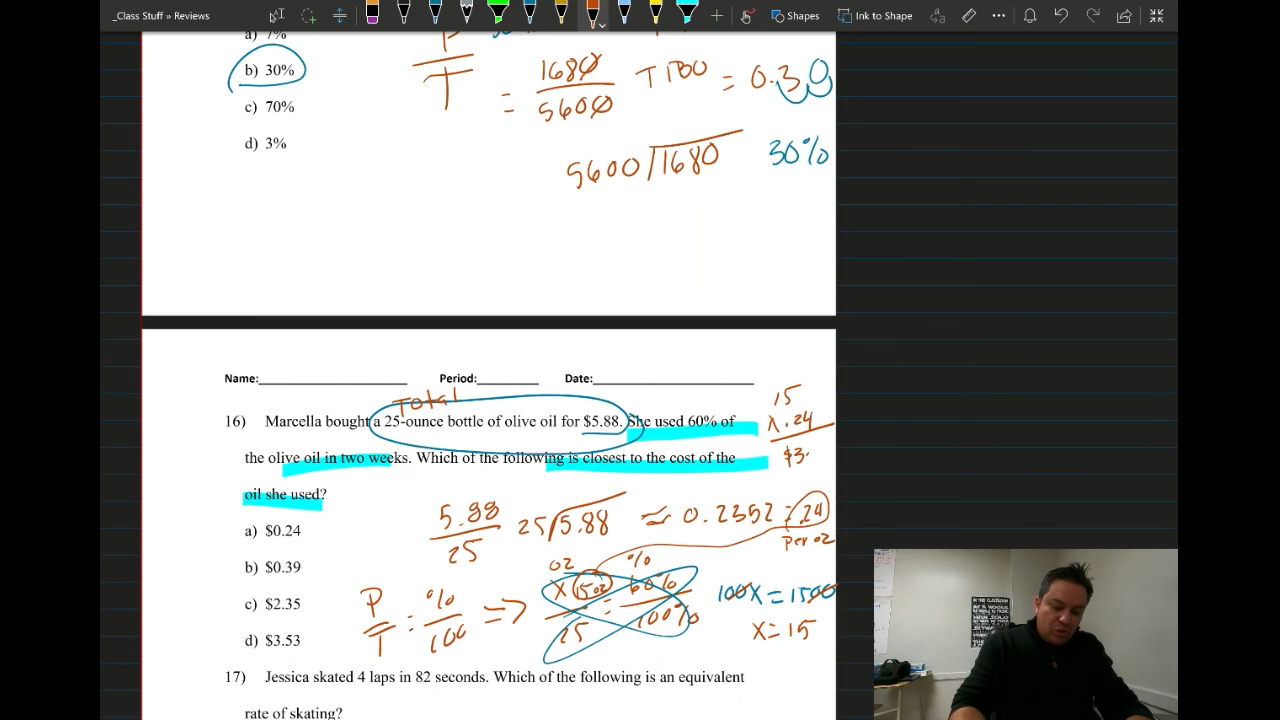 _Class Stuff » Reviews
Shapes
Ink to Shape
a) 7%
b) 30%
c) 70%
d) 3%
P
T
= 1680
5600
= 0.30
5600 1680
30%
Name: Period: Date:
Total
16) Marcella bought a 25-ounce bottle of olive oil for $5.88. She used 60% of
the olive oil in two weeks. Which of the following is closest to the cost of the
oil she used?
15
x .24
$3.
a) $0.24
b) $0.39
c) $2.35
d) $3.53
5.88
25
25 5.88 ≈ 0.2352 = .24
per oz
P
T
= %
100
=>
oz %
x 15oz = 60%
25 100%
100x = 1500
x = 15
17) Jessica skated 4 laps in 82 seconds. Which of the following is an equivalent
rate of skating?